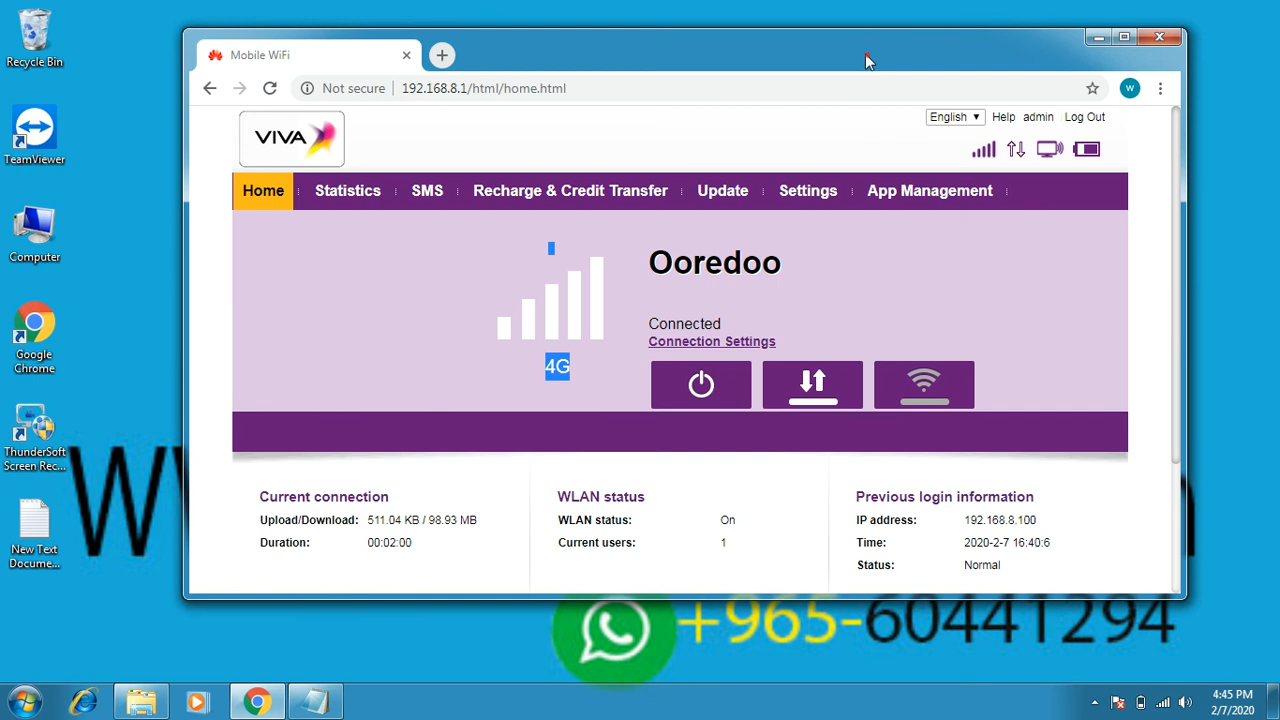 Recycle Bin
TeamViewer
Computer
Google
Chrome
ThunderSoft
Screen Rec...
New Text
Docume...
Mobile WiFi
Not secure
192.168.8.1/html/home.html
W
VIVA
English
Help
admin
Log Out
Home
Statistics
SMS
Recharge & Credit Transfer
Update
Settings
App Management
Ooredoo
Connected
Connection Settings
4G
Current connection
Upload/Download: 511.04 KB / 98.93 MB
Duration: 00:02:00
WLAN status
WLAN status: On
Current users: 1
Previous login information
IP address: 192.168.8.100
Time: 2020-2-7 16:40:6
Status: Normal
+965-60441294
4:45 PM
2/7/2020